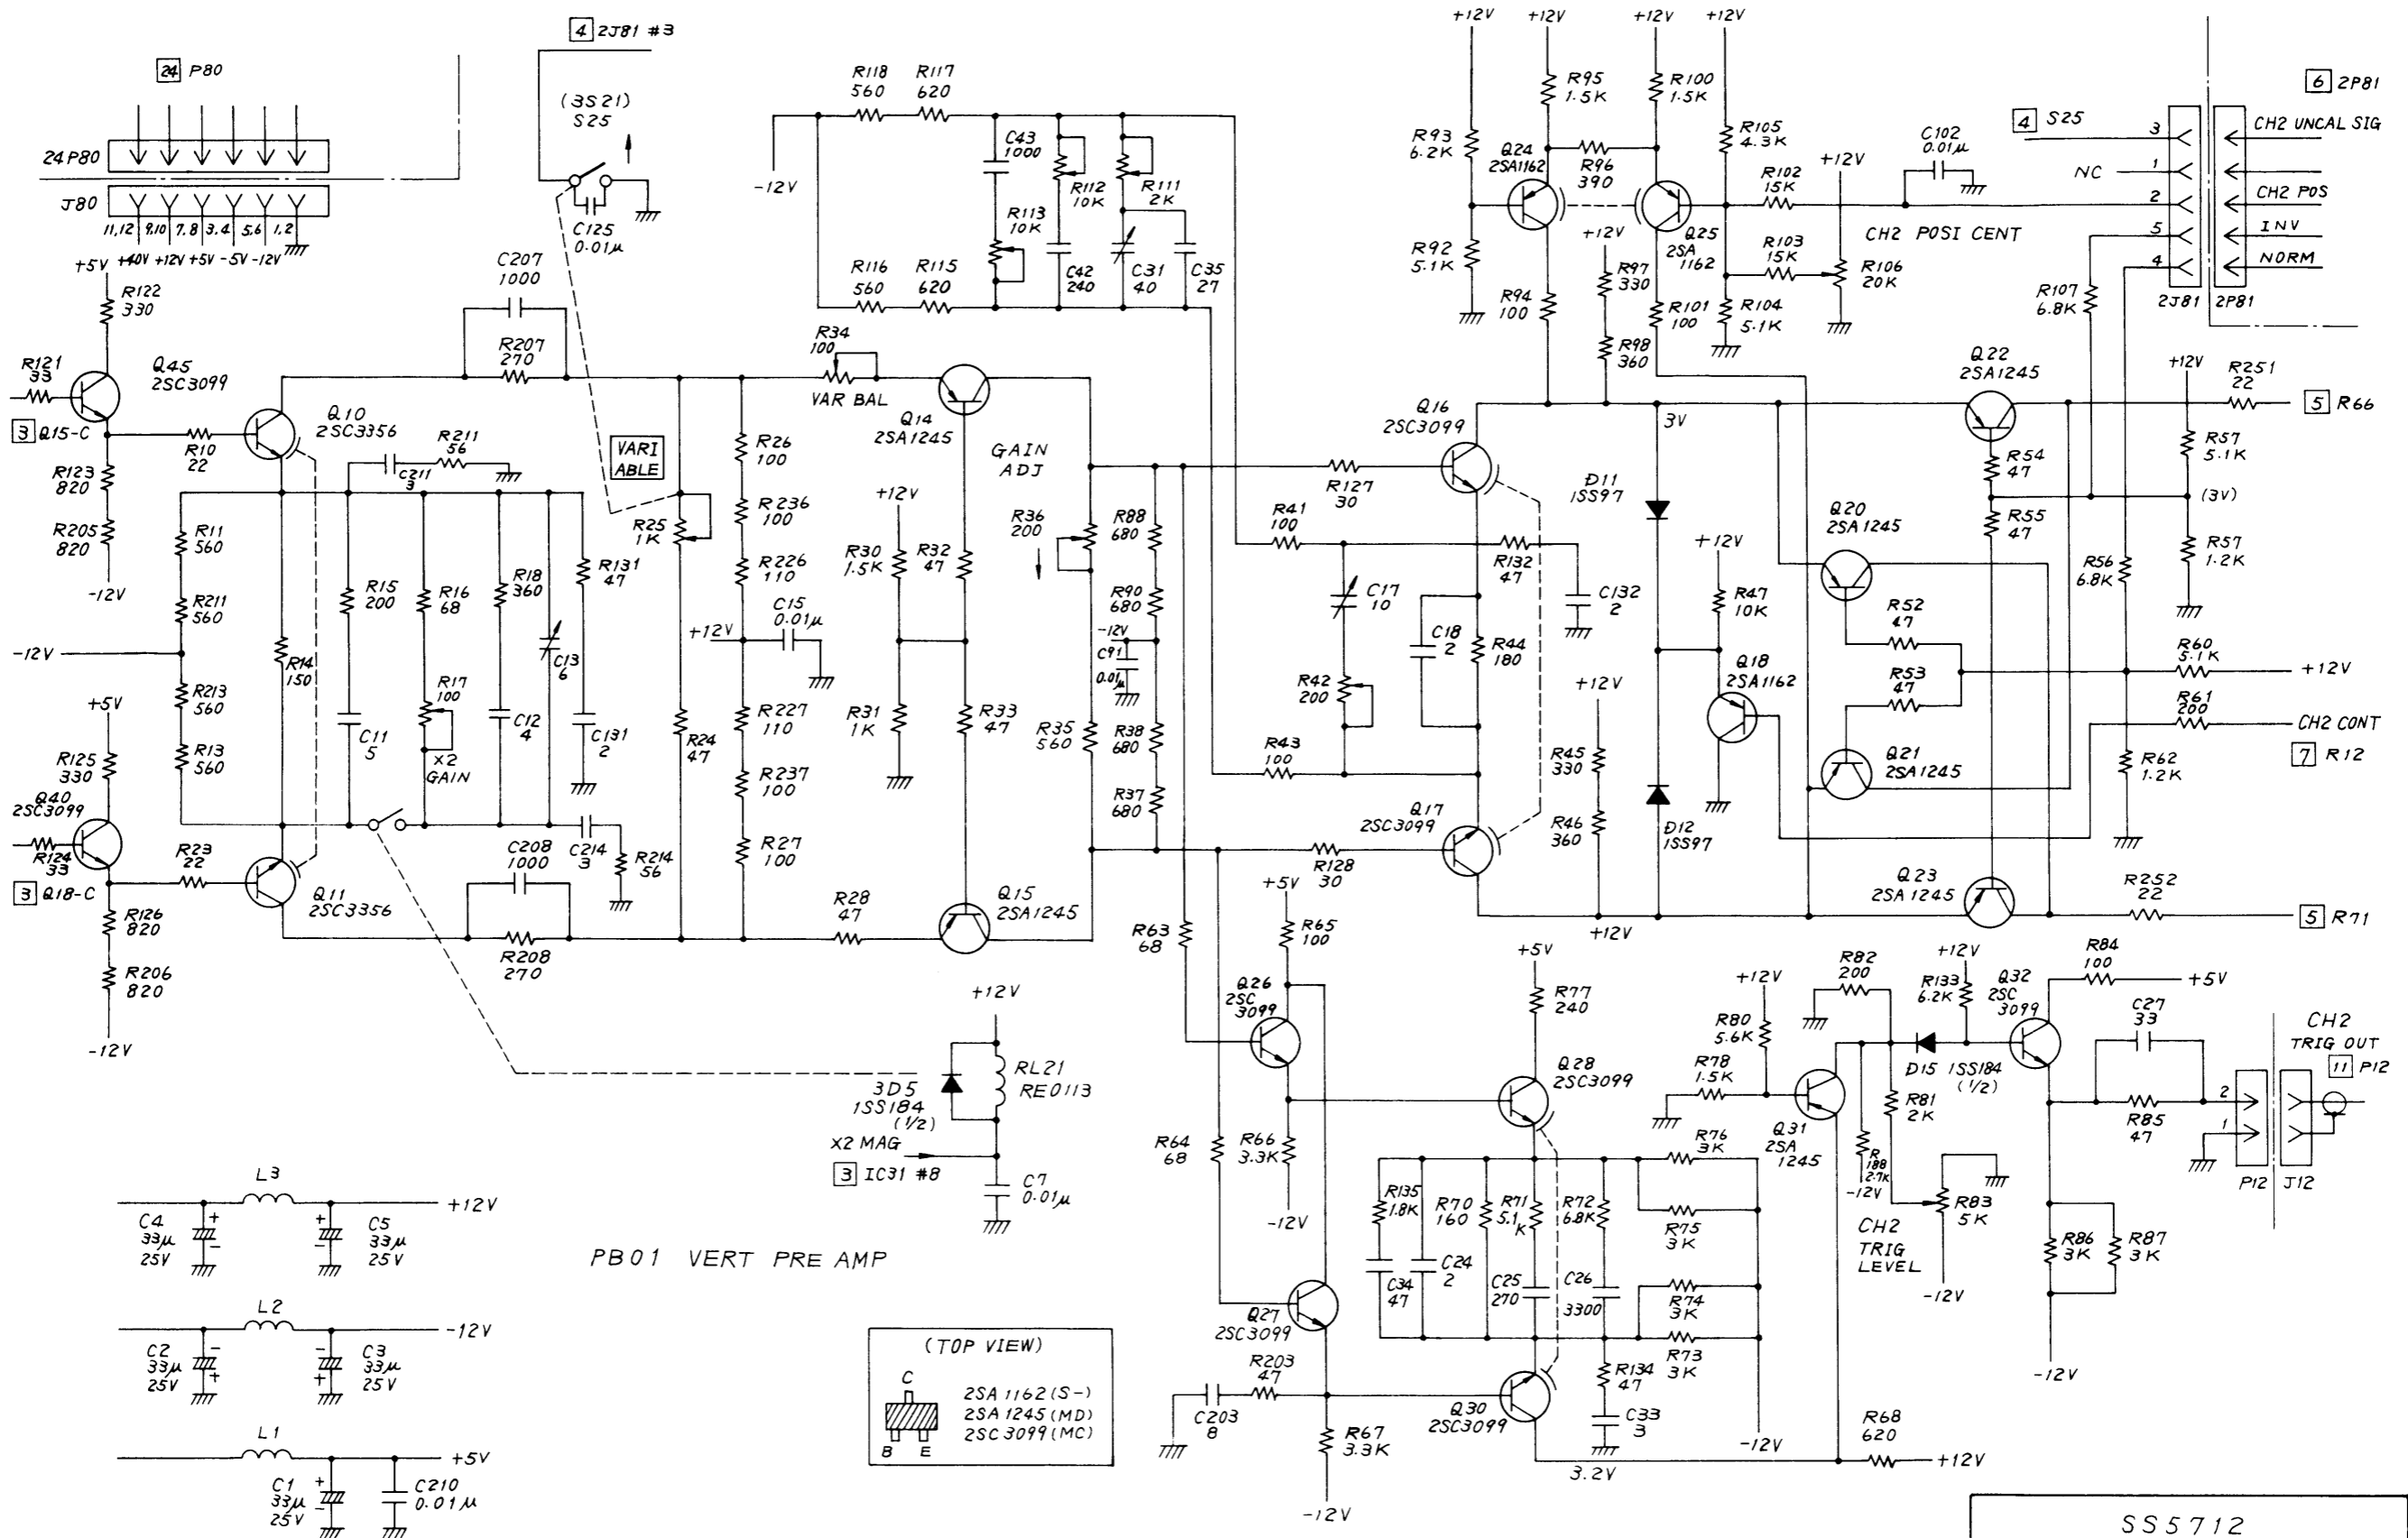 4 2J81 #3
24 P80
(3S21)
S25
24P80
J80
11,12 9,10 7,8 3,4 5,6 1,2
+40V +12V +5V -5V -12V
C125
0.01μ
+5V
R122
330
R121
33
Q45
2SC3099
3 Q15-C
R123
820
R205
820
-12V
R10
22
Q10
2SC3356
C207
1000
R207
270
R211
56
C211
3
VARI
ABLE
R34
100
VAR BAL
Q14
2SA1245
GAIN
ADJ
R11
560
R211
560
-12V
R213
560
R13
560
R14
150
R15
200
C11
5
R16
68
R17
100
X2
GAIN
R18
360
C12
4
C13
6
R131
47
C131
2
R25
1K
R24
47
R26
100
R236
100
R226
110
+12V
C15
0.01μ
R227
110
R237
100
R27
100
+12V
R30
1.5K
R32
47
R31
1K
R33
47
R36
200
R35
560
R88
680
R90
680
-12V
C91
0.01μ
R38
680
R37
680
+5V
R125
330
Q40
2SC3099
R124
33
3 Q18-C
R126
820
R206
820
-12V
R23
22
Q11
2SC3356
C208
1000
R208
270
C214
3
R214
56
R28
47
Q15
2SA1245
R118
560
R117
620
-12V
R116
560
R115
620
C43
1000
R113
10K
R112
10K
C42
240
R111
2K
C31
40
C35
27
+12V +12V +12V +12V
R93
6.2K
R92
5.1K
R95
1.5K
Q24
2SA1162
R96
390
R100
1.5K
R105
4.3K
Q25
2SA
1162
R94
100
+12V
R97
330
R98
360
R101
100
R104
5.1K
R102
15K
R103
15K
+12V
R106
20K
CH2 POSI CENT
C102
0.01μ
4 S25
NC
3
1
2
5
4
2J81
2P81
6 2P81
CH2 UNCAL SIG
CH2 POS
INV
NORM
R107
6.8K
Q16
2SC3099
R127
30
R41
100
C17
10
R42
200
R43
100
R132
47
C132
2
C18
2
R44
180
Q17
2SC3099
R128
30
3V
D11
1SS97
D12
1SS97
+12V
R47
10K
Q18
2SA1162
+12V
R45
330
R46
360
+12V
Q20
2SA1245
R52
47
R53
47
Q21
2SA1245
Q22
2SA1245
R54
47
R55
47
Q23
2SA1245
R251
22
5 R66
+12V
R57
5.1K
(3V)
R57
1.2K
R56
6.8K
R60
5.1K
+12V
R61
200
CH2 CONT
7 R12
R62
1.2K
R252
22
5 R71
+12V
3D5
1SS184
(1/2)
RL21
RE0113
X2 MAG
3 IC31 #8
C7
0.01μ
R63
68
R64
68
+5V
R65
100
Q26
2SC
3099
R66
3.3K
-12V
Q27
2SC3099
R203
47
C203
8
R67
3.3K
-12V
+5V
R77
240
Q28
2SC3099
R135
1.8K
C34
47
C24
2
R70
160
R71
5.1
K
C25
270
R72
6.8K
C26
3300
R76
3K
R75
3K
R74
3K
R73
3K
-12V
R134
47
C33
3
Q30
2SC3099
3.2V
R68
620
+12V
+12V
R80
5.6K
R78
1.5K
Q31
2SA
1245
R82
200
R
188
2.7K
-12V
R81
2K
D15 1SS184
(1/2)
R83
5K
-12V
CH2
TRIG
LEVEL
+12V
R133
6.2K
Q32
2SC
3099
R84
100
+5V
C27
33
R85
47
R86
3K
R87
3K
-12V
2
1
P12
J12
CH2
TRIG OUT
11 P12
L3
+12V
C4
33μ
25V
C5
33μ
25V
L2
-12V
C2
33μ
25V
C3
33μ
25V
L1
+5V
C1
33μ
25V
C210
0.01μ
PB01 VERT PRE AMP
(TOP VIEW)
C
B E
2SA1162(S-)
2SA1245(MD)
2SC3099(MC)
SS5712